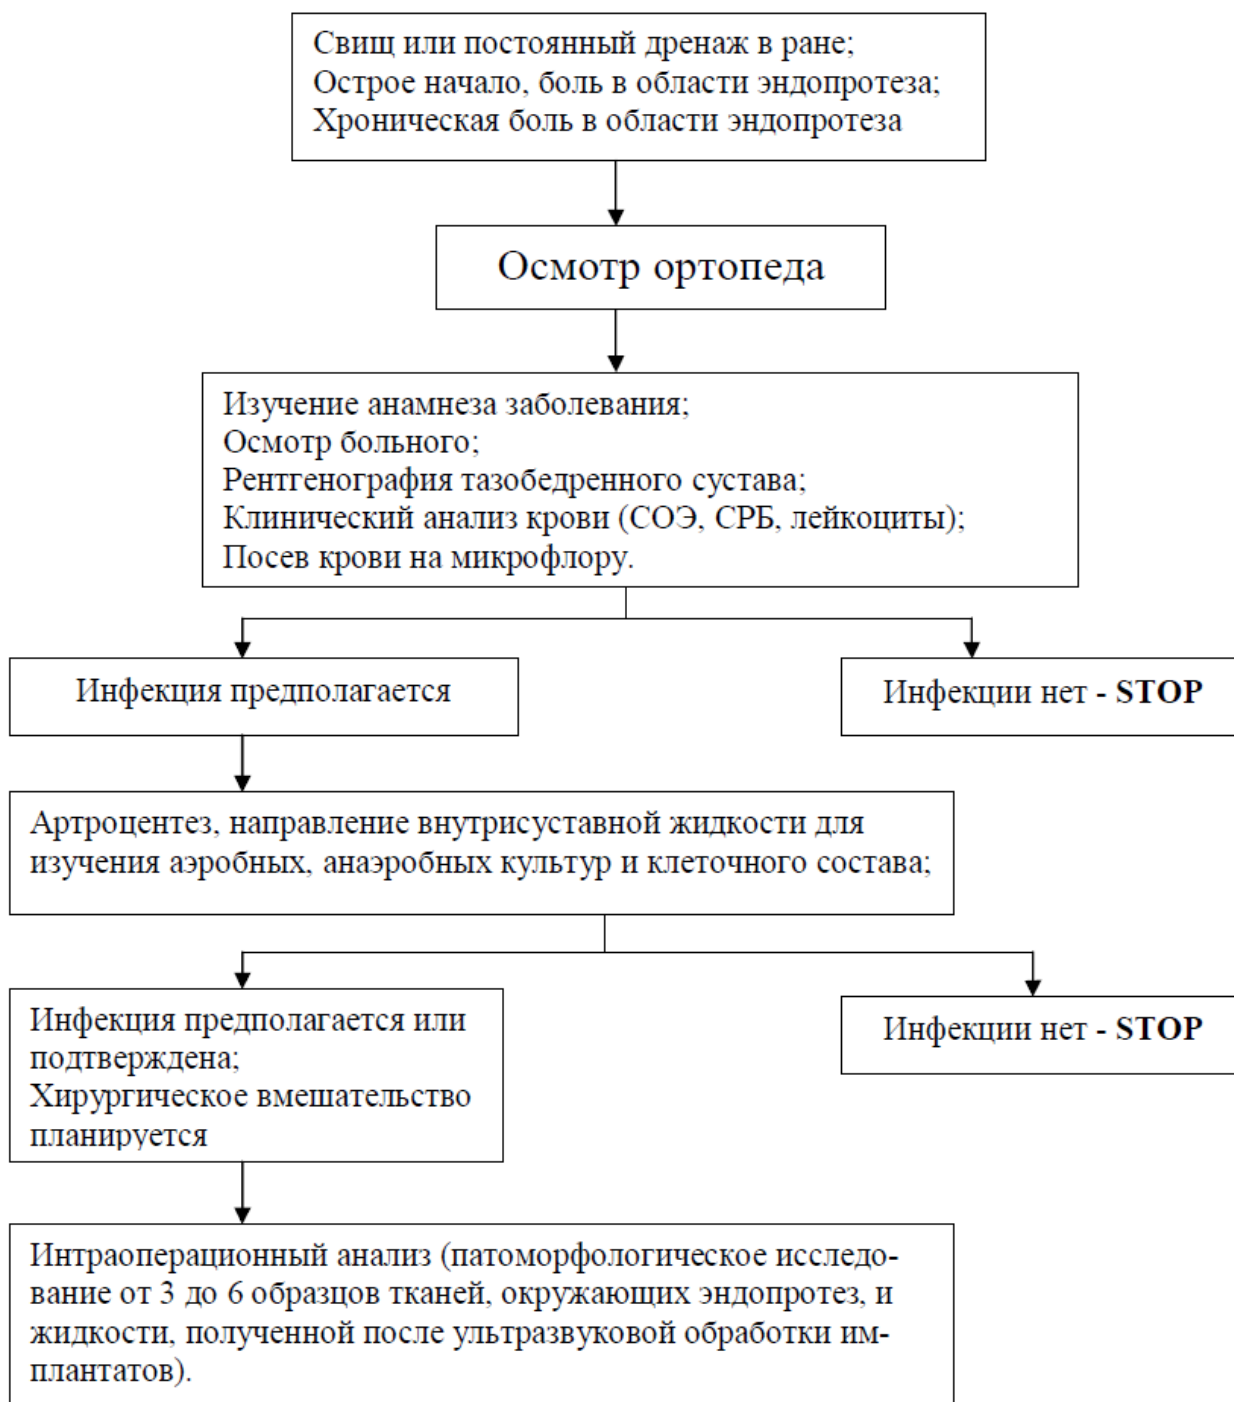 Свищ или постоянный дренаж в ране;
Острое начало, боль в области эндопротеза;
Хроническая боль в области эндопротеза
Осмотр ортопеда
Изучение анамнеза заболевания;
Осмотр больного;
Рентгенография тазобедренного сустава;
Клинический анализ крови (СОЭ, СРБ, лейкоциты);
Посев крови на микрофлору.
Инфекция предполагается
Инфекции нет - STOP
Артроцентез, направление внутрисуставной жидкости для
изучения аэробных, анаэробных культур и клеточного состава;
Инфекция предполагается или
подтверждена;
Хирургическое вмешательство
планируется
Инфекции нет - STOP
Интраоперационный анализ (патоморфологическое исследо-
вание от 3 до 6 образцов тканей, окружающих эндопротез, и
жидкости, полученной после ультразвуковой обработки им-
плантатов).